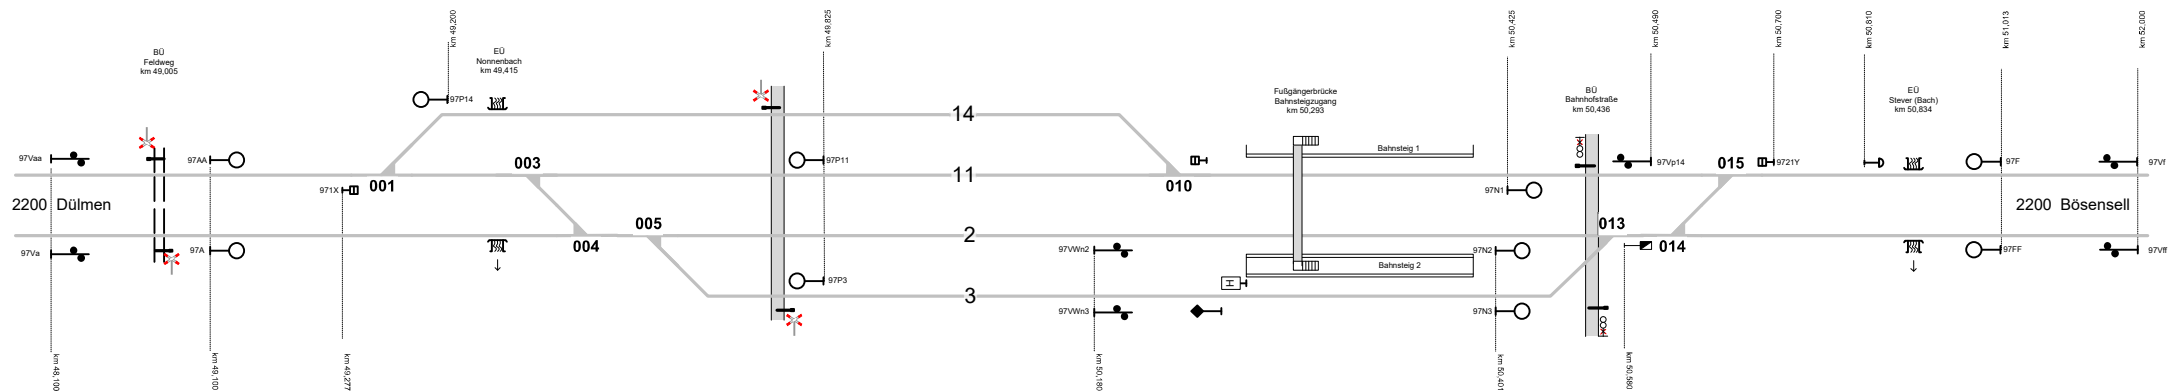 km 49,200
km 49,825
km 50,425
km 50,490
km 50,700
km 50,810
km 51,013
km 52,000
BÜ
Feldweg
km 49,005
EÜ
Nonnenbach
km 49,415
Fußgängerbrücke
Bahnsteigzugang
km 50,293
BÜ
Bahnhofstraße
km 50,436
EÜ
Stever (Bach)
km 50,834
97P14
14
97Vaa
97AA
003
97P11
Bahnsteig 1
97Vp14
015
9721Y
97F
97Vf
001
971X
11
010
97N1
2200 Dülmen
2200 Bösensell
005
013
2
97Va
97A
004
97VWn2
97N2
014
97FF
97Vff
Bahnsteig 2
97P3
H
3
97VWn3
97N3
km 48,100
km 49,100
km 49,277
km 50,180
km 50,401
km 50,580